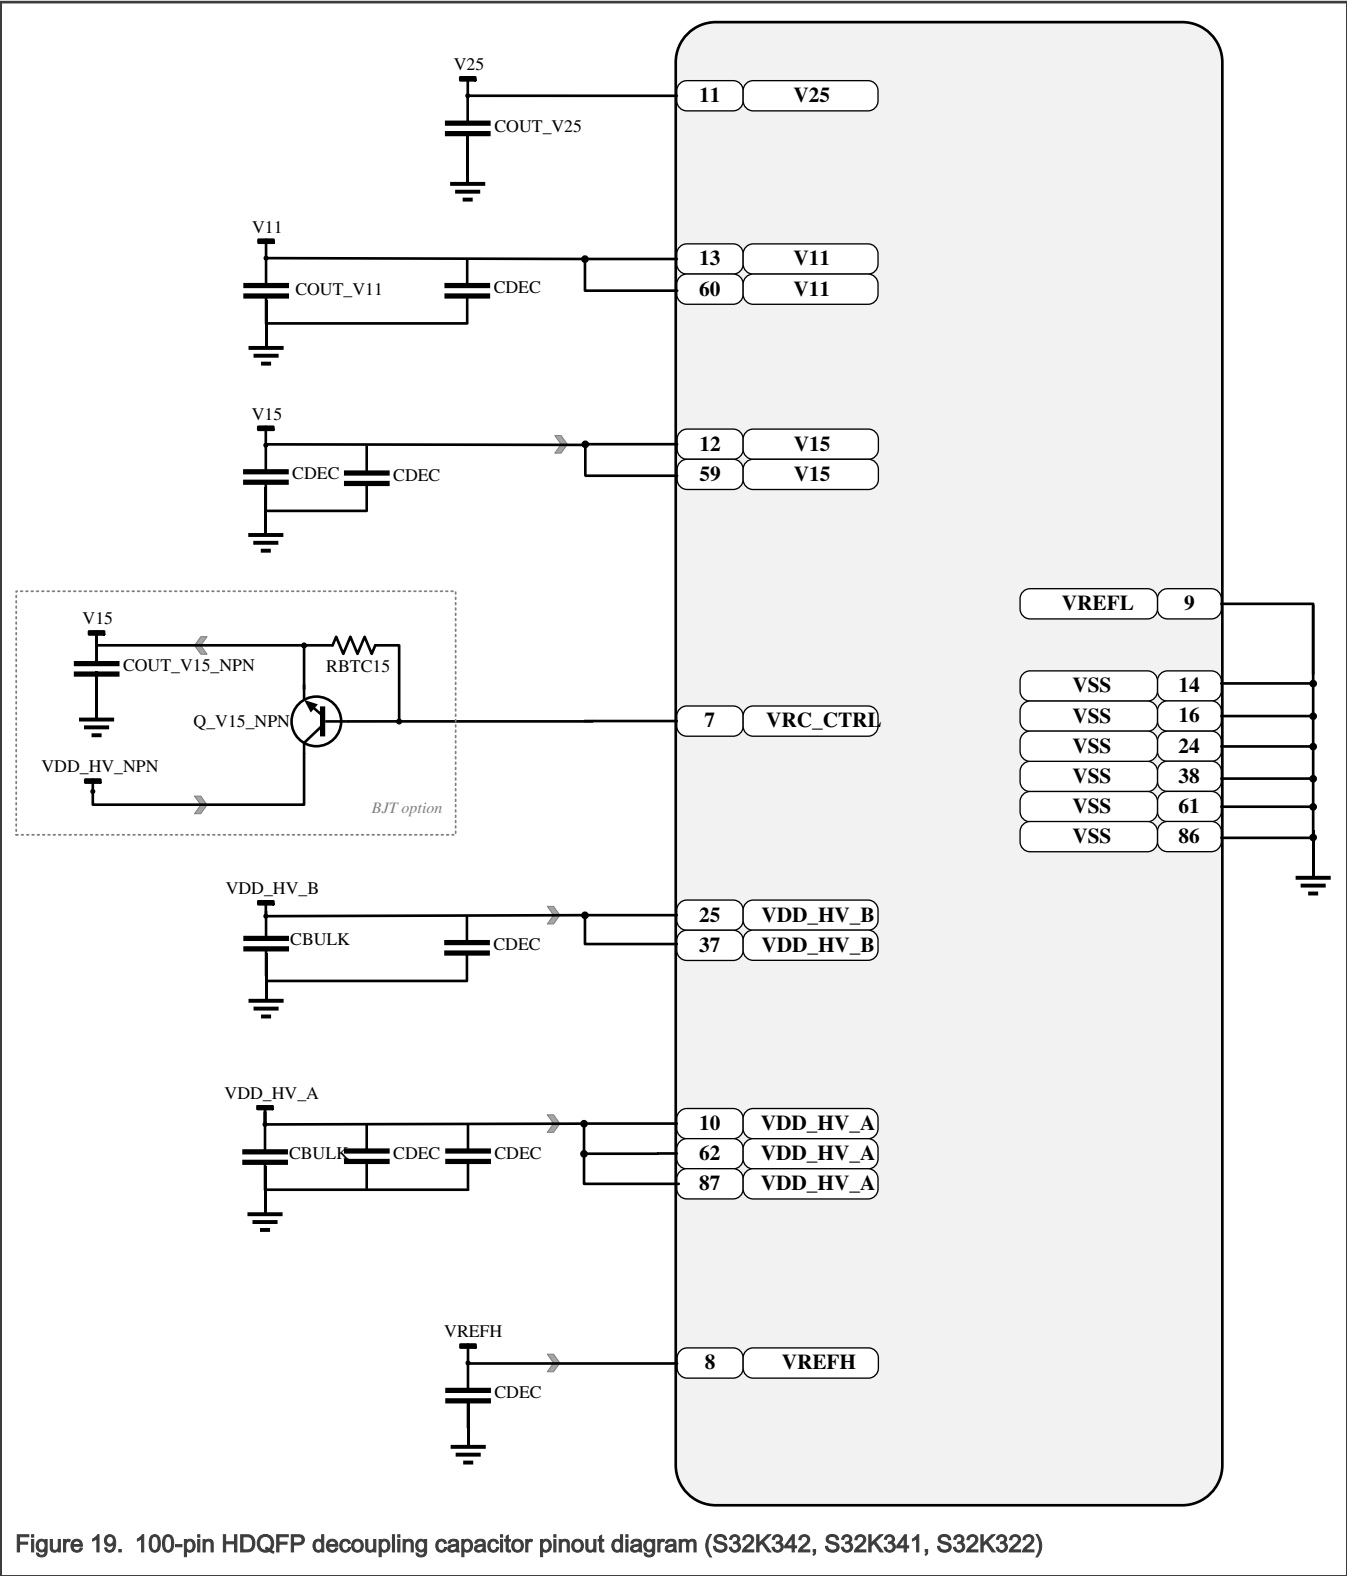 V25
11 V25
COUT_V25
V11
13 V11
COUT_V11 CDEC 60 V11
V15
12 V15
CDEC CDEC 59 V15
VREFL 9
V15
COUT_V15_NPN RBTC15
VSS 14
Q_V15_NPN 7 VRC_CTRL VSS 16
VSS 24
VDD_HV_NPN VSS 38
BJT option VSS 61
VSS 86
VDD_HV_B
25 VDD_HV_B
CBULK CDEC 37 VDD_HV_B
VDD_HV_A
10 VDD_HV_A
CBULK CDEC CDEC 62 VDD_HV_A
87 VDD_HV_A
VREFH
8 VREFH
CDEC
Figure 19. 100-pin HDQFP decoupling capacitor pinout diagram (S32K342, S32K341, S32K322)